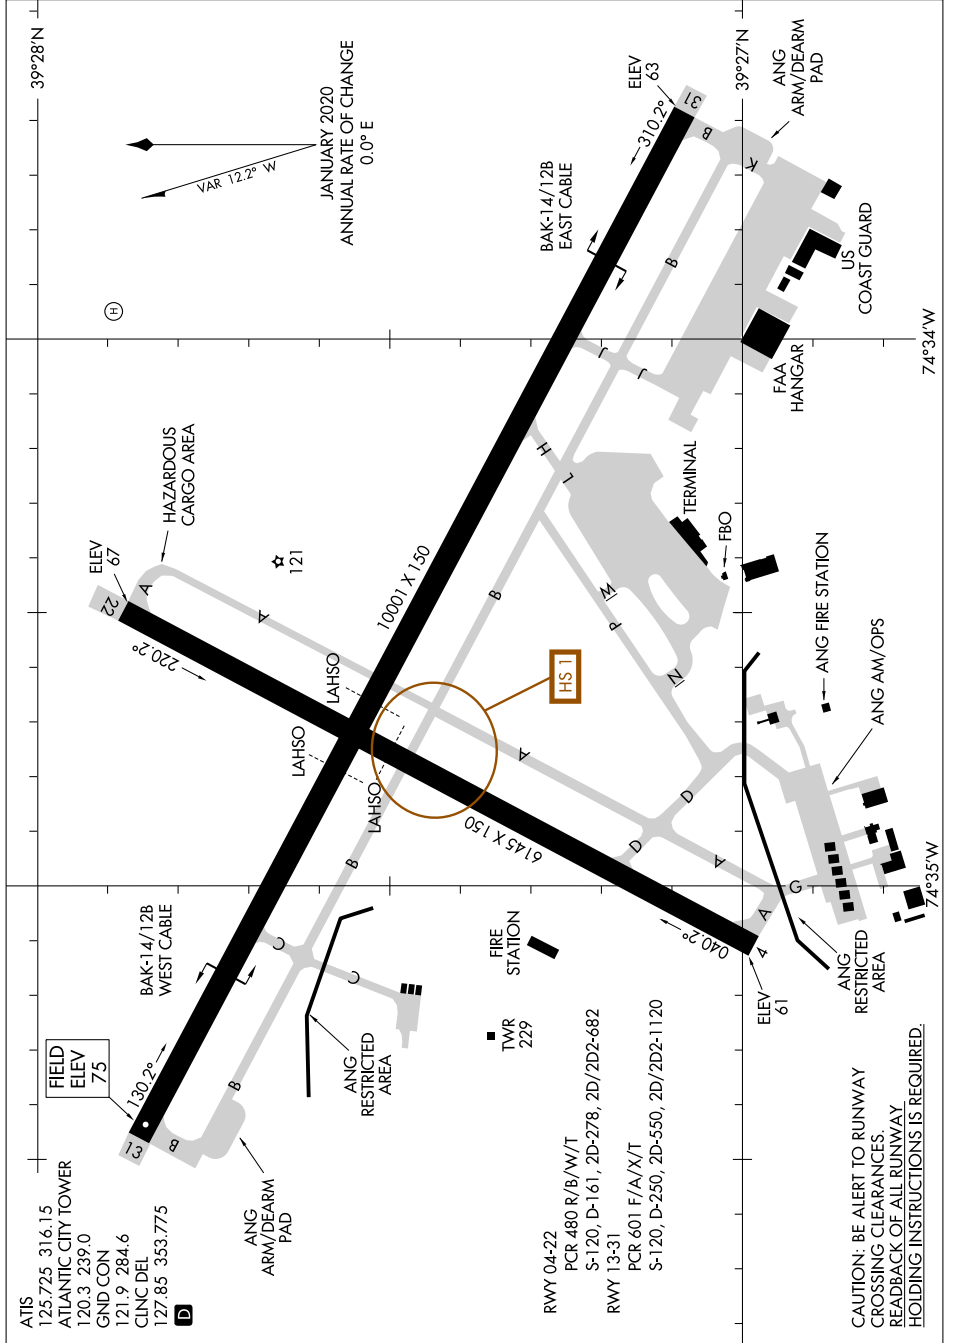 ATIS
125.725 316.15
ATLANTIC CITY TOWER
120.3 239.0
GND CON
121.9 284.6
CLNC DEL
127.85 353.775
D
FIELD
ELEV
75
130.2°
13
B
ANG
ARM/DEARM
PAD
B
BAK-14/12B
WEST CABLE
C
C
ANG
RESTRICTED
AREA
TWR
229
FIRE
STATION
B
LAHSO
LAHSO
LAHSO
ELEV
67
22
220.2°
A
HAZARDOUS
CARGO AREA
A
121
H
VAR 12.2° W
JANUARY 2020
ANNUAL RATE OF CHANGE
0.0° E
39°28'N
10001 X 150
6145 X 150
HS 1
B
A
BAK-14/12B
EAST CABLE
310.2°
ELEV
63
31
B
K
B
39°27'N
ANG
ARM/DEARM
PAD
J
J
H
L
US
COAST GUARD
FAA
HANGAR
74°34'W
TERMINAL
FBO
M
P
N
D
D
A
G
A
040.2°
4
ELEV
61
ANG
RESTRICTED
AREA
ANG FIRE STATION
ANG AM/OPS
74°35'W
RWY 04-22
PCR 480 R/B/W/T
S-120, D-161, 2D-278, 2D/2D2-682
RWY 13-31
PCR 601 F/A/X/T
S-120, D-250, 2D-550, 2D/2D2-1120
CAUTION: BE ALERT TO RUNWAY
CROSSING CLEARANCES.
READBACK OF ALL RUNWAY
HOLDING INSTRUCTIONS IS REQUIRED.